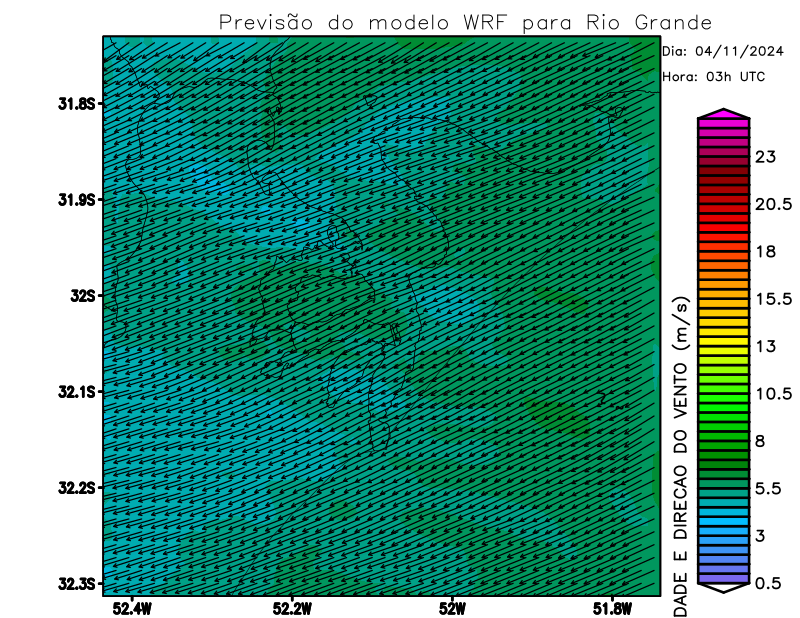 Previsão do modelo WRF para Rio Grande
Dia: 04/11/2024
Hora: 03h UTC
31.8S
31.9S
32S
32.1S
32.2S
32.3S
52.4W
52.2W
52W
51.8W
23
20.5
18
15.5
13
10.5
8
5.5
3
0.5
DADE E DIRECAO DO VENTO (m/s)